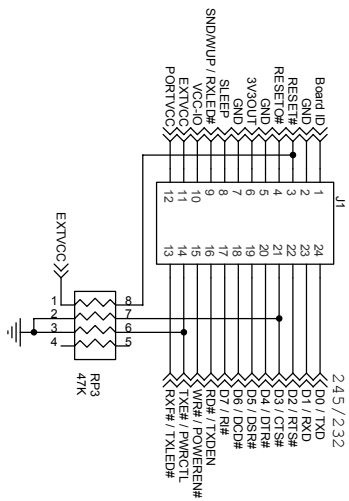 J1
245/232
Board ID 1 24 D0 / TXD
GND 2 23 D1 / RXD
RESET# 3 22 D2 / RTS#
RESETO# 4 21 D3 / CTS#
GND 5 20 D4 / DTR#
3V3OUT 6 19 D5 / DSR#
GND 7 18 D6 / DCD#
SLEEP 8 17 D7 / RI#
SND/WUP / RXLED# 9 16 RD# / TXDEN
VCC-IO 10 15 WR# / POWEREN#
EXTVCC 11 14 TXE# / PWRCTL
PORTVCC 12 13 RXF# / TXLED#
EXTVCC
1 8
2 7
3 6
4 5
RP3
47K